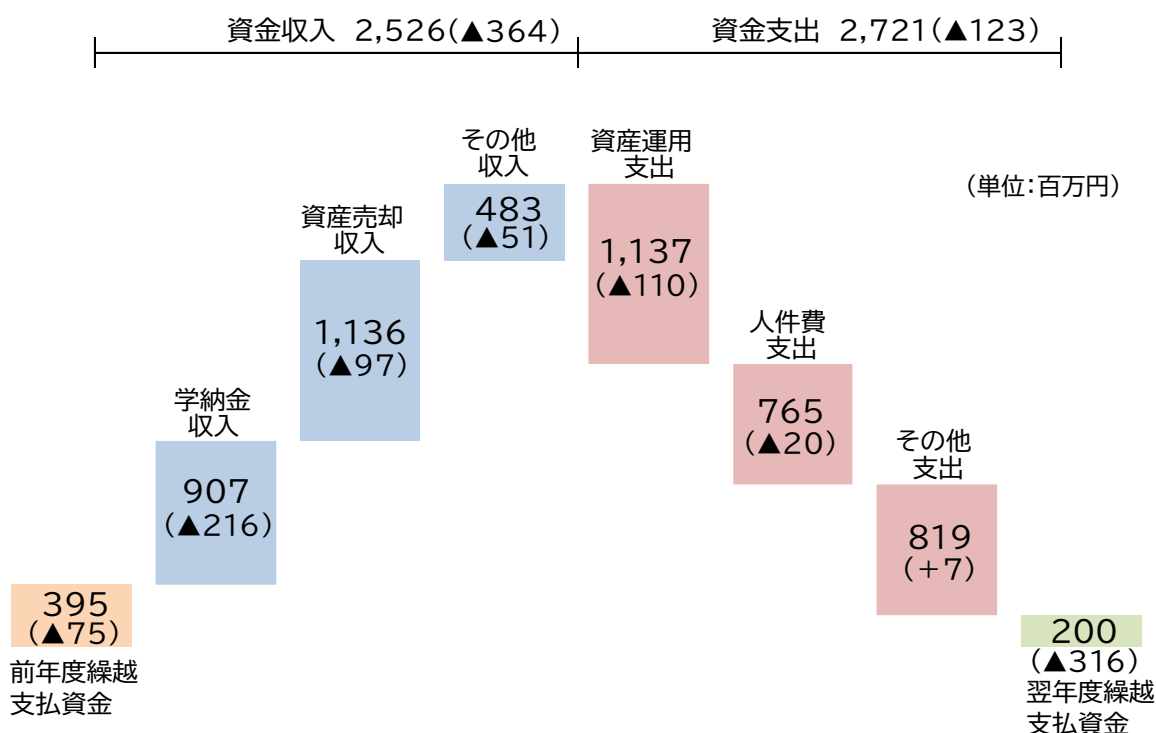 資金収入 2,526(▲364)
資金支出 2,721(▲123)
(単位:百万円)
その他
収入
483
(▲51)
資産運用
支出
1,137
(▲110)
資産売却
収入
1,136
(▲97)
人件費
支出
765
(▲20)
学納金
収入
907
(▲216)
その他
支出
819
(+7)
395
(▲75)
前年度繰越
支払資金
200
(▲316)
翌年度繰越
支払資金